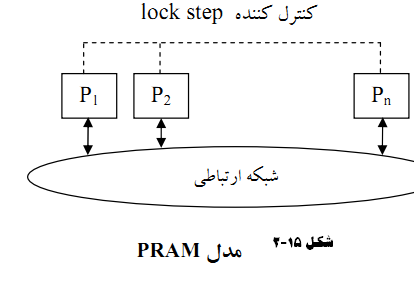 کنترل کننده lock step
P1 P2 Pn
شبکه ارتباطی
شکل ۱۵-۲ مدل PRAM